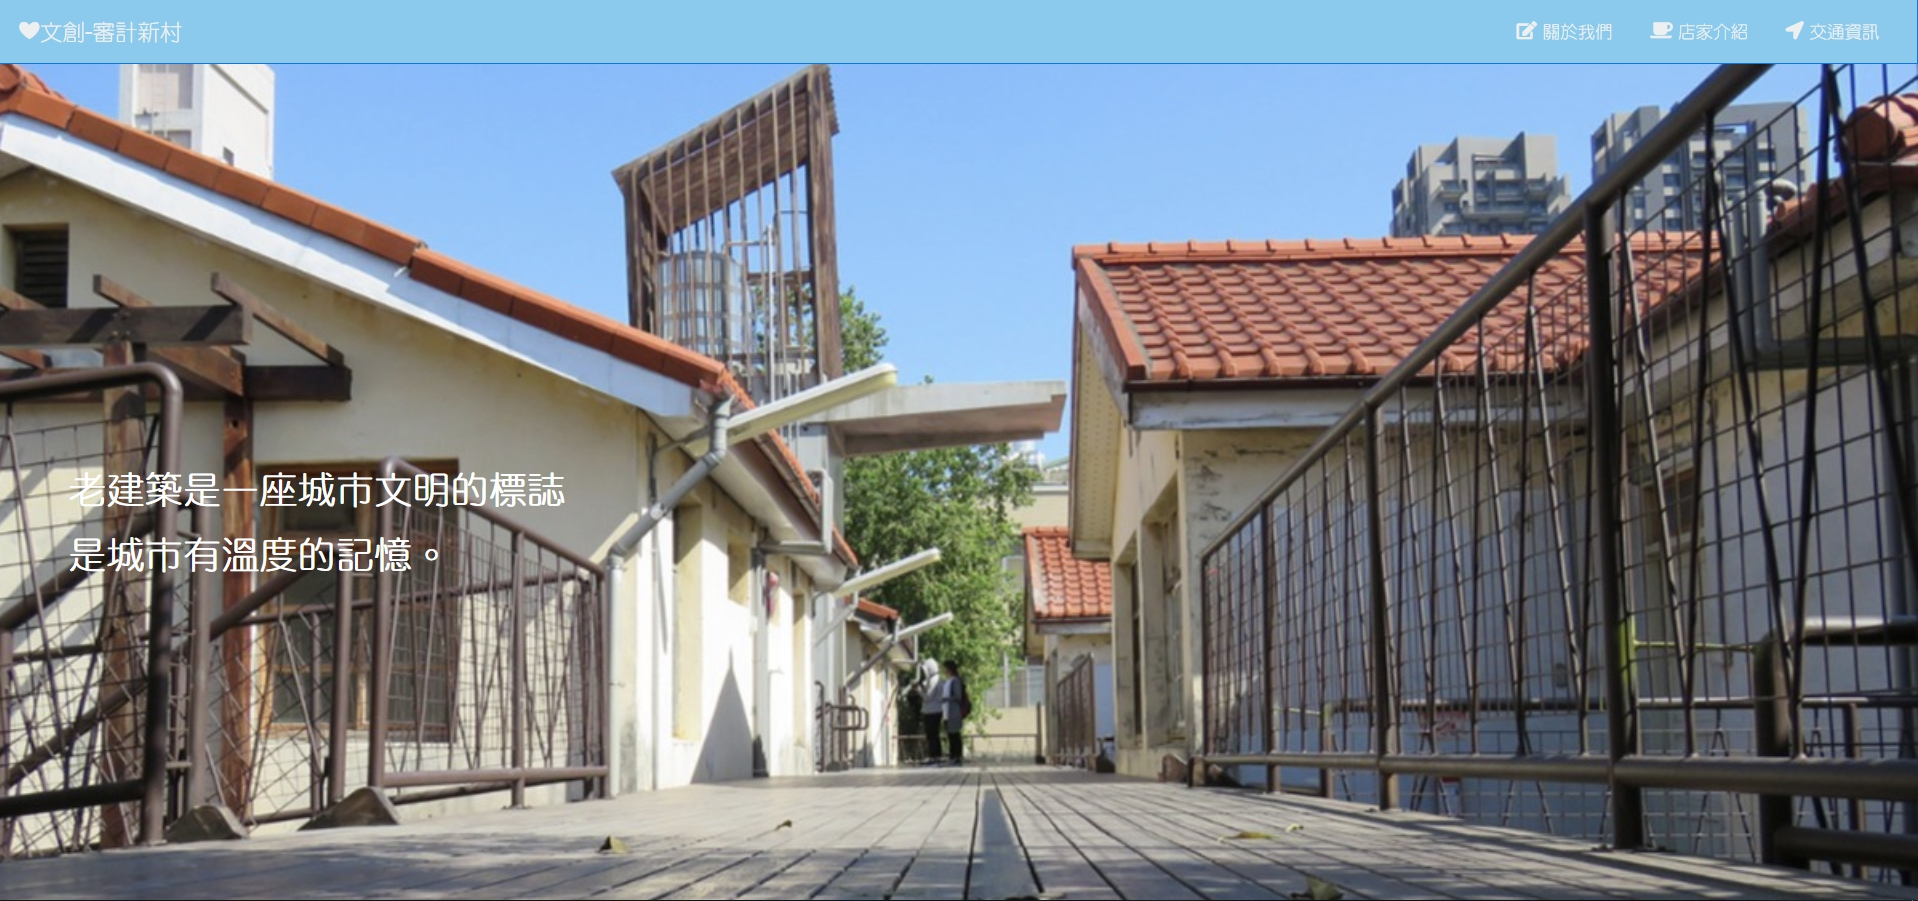 文創-審計新村
關於我們
店家介紹
交通資訊
老建築是一座城市文明的標誌
是城市有溫度的記憶。